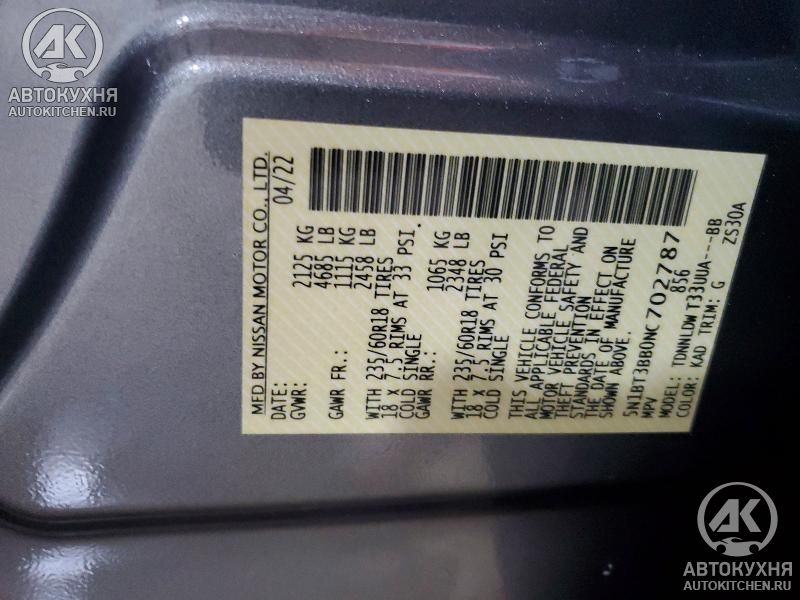 AK
АВТОКУХНЯ
AUTOKITCHEN.RU
MFD BY NISSAN MOTOR CO., LTD.
DATE: 04/22
GVWR: 2125 KG
4685 LB
GAWR FR.: 1115 KG
2458 LB
WITH 235/60R18 TIRES
18 X 7.5 RIMS AT 33 PSI.
COLD SINGLE
GAWR RR.: 1065 KG
2348 LB
WITH 235/60R18 TIRES
18 X 7.5 RIMS AT 30 PSI
COLD SINGLE
THIS VEHICLE CONFORMS TO
ALL APPLICABLE FEDERAL
MOTOR VEHICLE SAFETY AND
THEFT PREVENTION
STANDARDS IN EFFECT ON
THE DATE OF MANUFACTURE
SHOWN ABOVE.
5N1BT3BB0NC702787
MPV 856
MODEL: TDNNLDWT33UUA---BB
COLOR: KAD TRIM: G ZS30A
AK
АВТОКУХНЯ
AUTOKITCHEN.RU